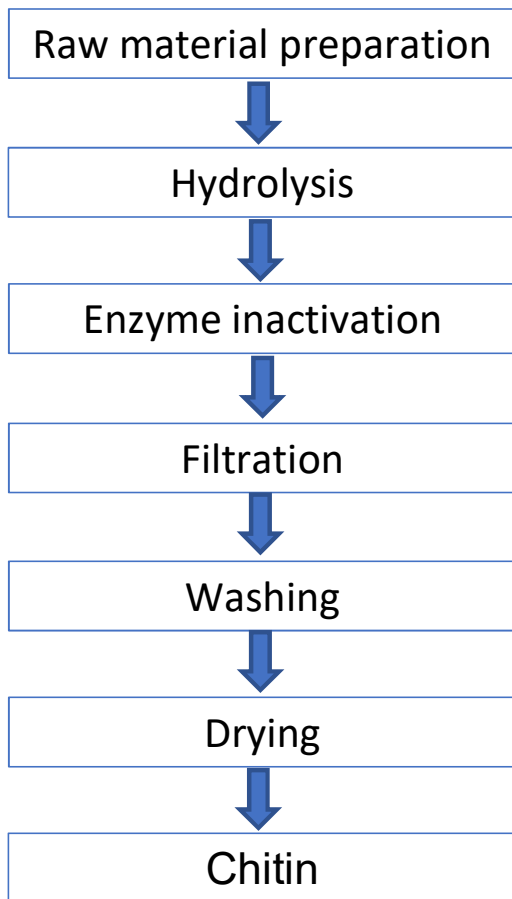 Raw material preparation
Hydrolysis
Enzyme inactivation
Filtration
Washing
Drying
Chitin